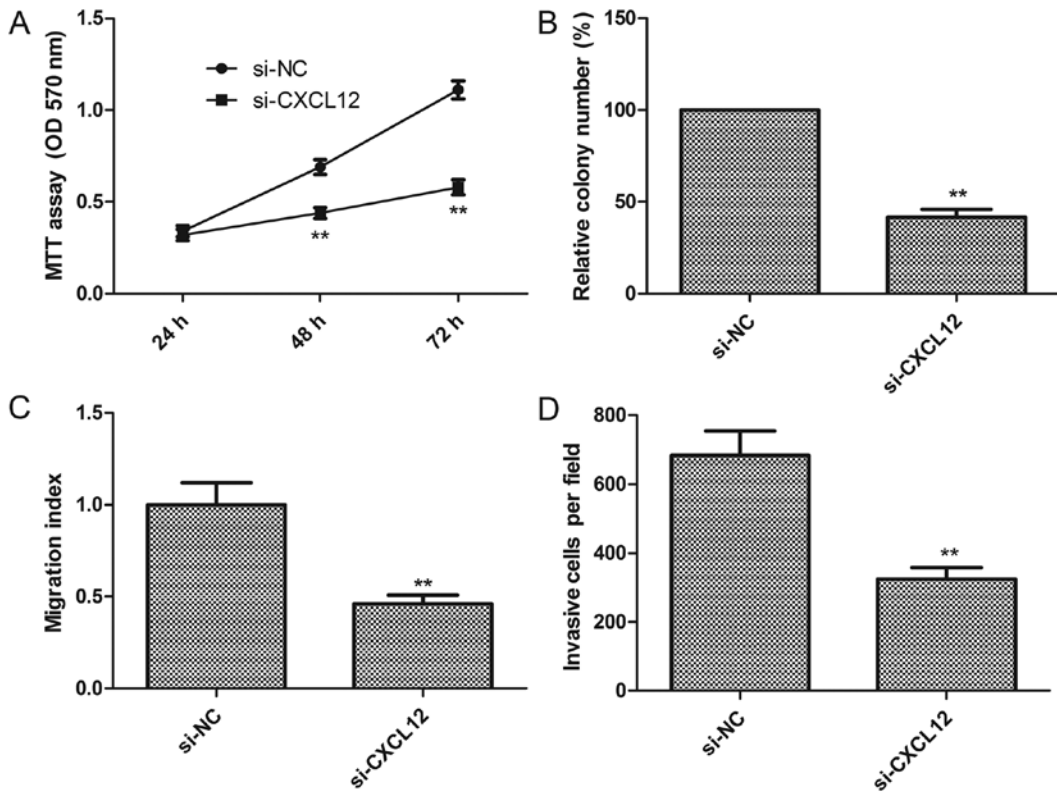 A
MTT assay (OD 570 nm)
1.5
1.0
0.5
0.0
si-NC
si-CXCL12
**
**
24 h
48 h
72 h
B
Relative colony number (%)
150
100
50
0
**
si-NC
si-CXCL12
C
Migration index
1.5
1.0
0.5
0.0
**
si-NC
si-CXCL12
D
Invasive cells per field
800
600
400
200
0
**
si-NC
si-CXCL12